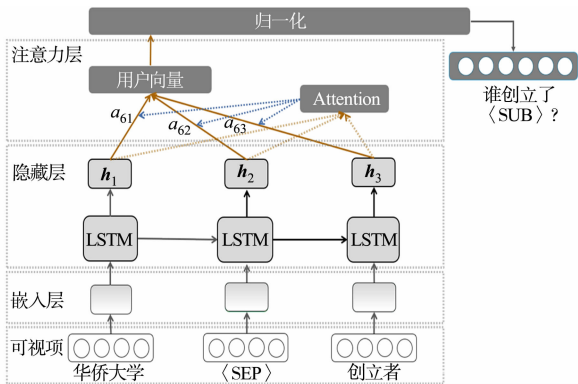 归一化
注意力层
用户向量
Attention
a61
a62
a63
谁创立了
〈SUB〉?
隐藏层
h1
h2
h3
LSTM
LSTM
LSTM
嵌入层
可视项
华侨大学
〈SEP〉
创立者